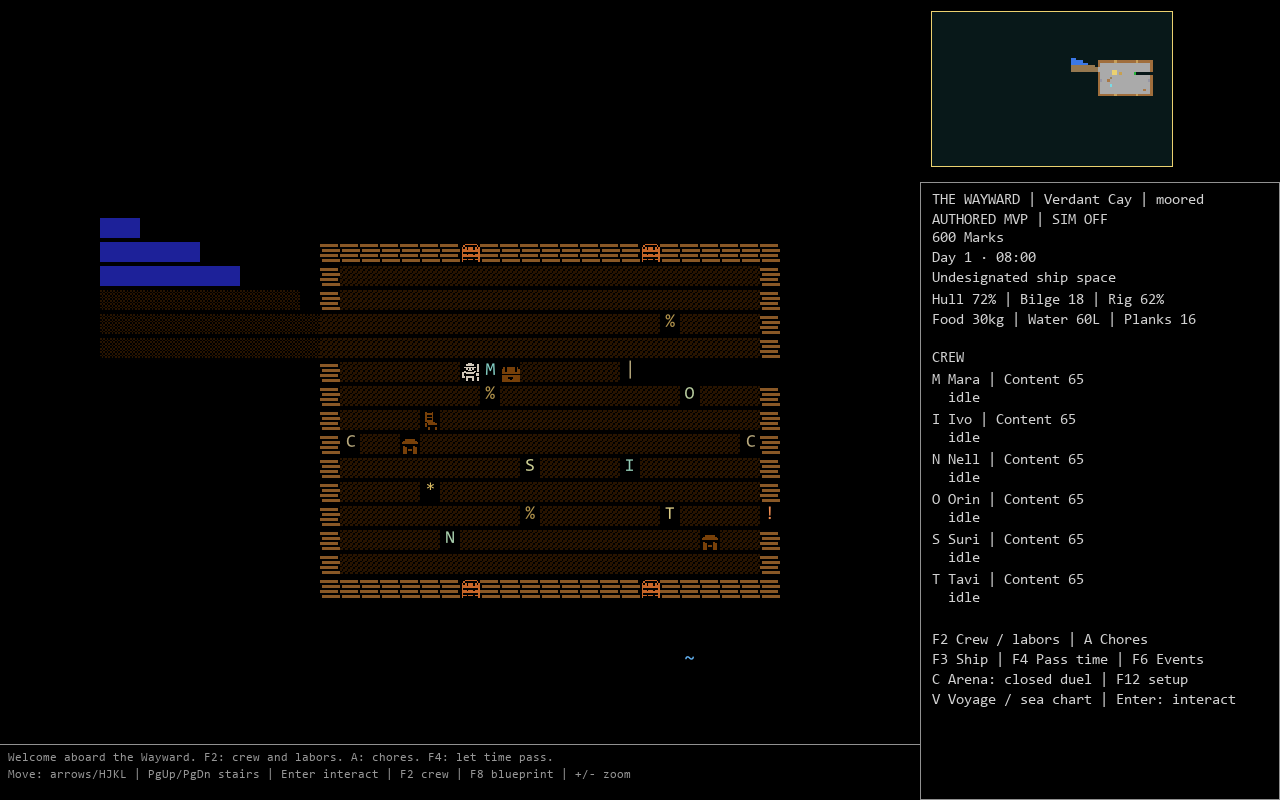 THE WAYWARD | Verdant Cay | moored
AUTHORED MVP | SIM OFF
600 Marks
Day 1 · 08:00
Undesignated ship space
Hull 72% | Bilge 18 | Rig 62%
Food 30kg | Water 60L | Planks 16
CREW
M Mara | Content 65
idle
I Ivo | Content 65
idle
N Nell | Content 65
idle
O Orin | Content 65
idle
S Suri | Content 65
idle
T Tavi | Content 65
idle
F2 Crew / labors | A Chores
F3 Ship | F4 Pass time | F6 Events
C Arena: closed duel | F12 setup
V Voyage / sea chart | Enter: interact
%
M |
% O
C C
S I
*
% T !
N
~
Welcome aboard the Wayward. F2: crew and labors. A: chores. F4: let time pass.
Move: arrows/HJKL | PgUp/PgDn stairs | Enter interact | F2 crew | F8 blueprint | +/- zoom